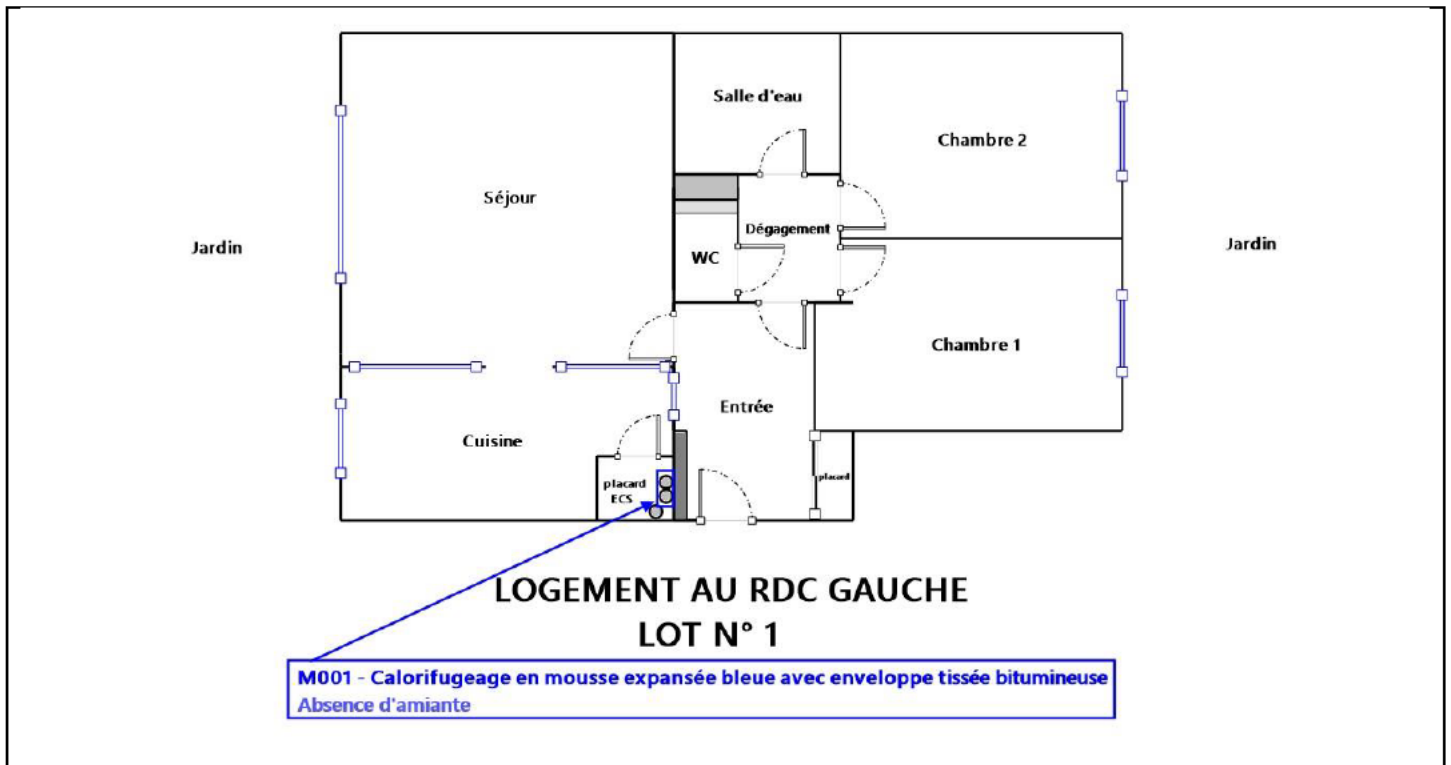 Salle d'eau
Chambre 2
Séjour
Dégagement
Jardin
Jardin
WC
Chambre 1
Entrée
Cuisine
placard
ECS
placard
LOGEMENT AU RDC GAUCHE
LOT N° 1
M001 - Calorifugeage en mousse expansée bleue avec enveloppe tissée bitumineuse
Absence d'amiante